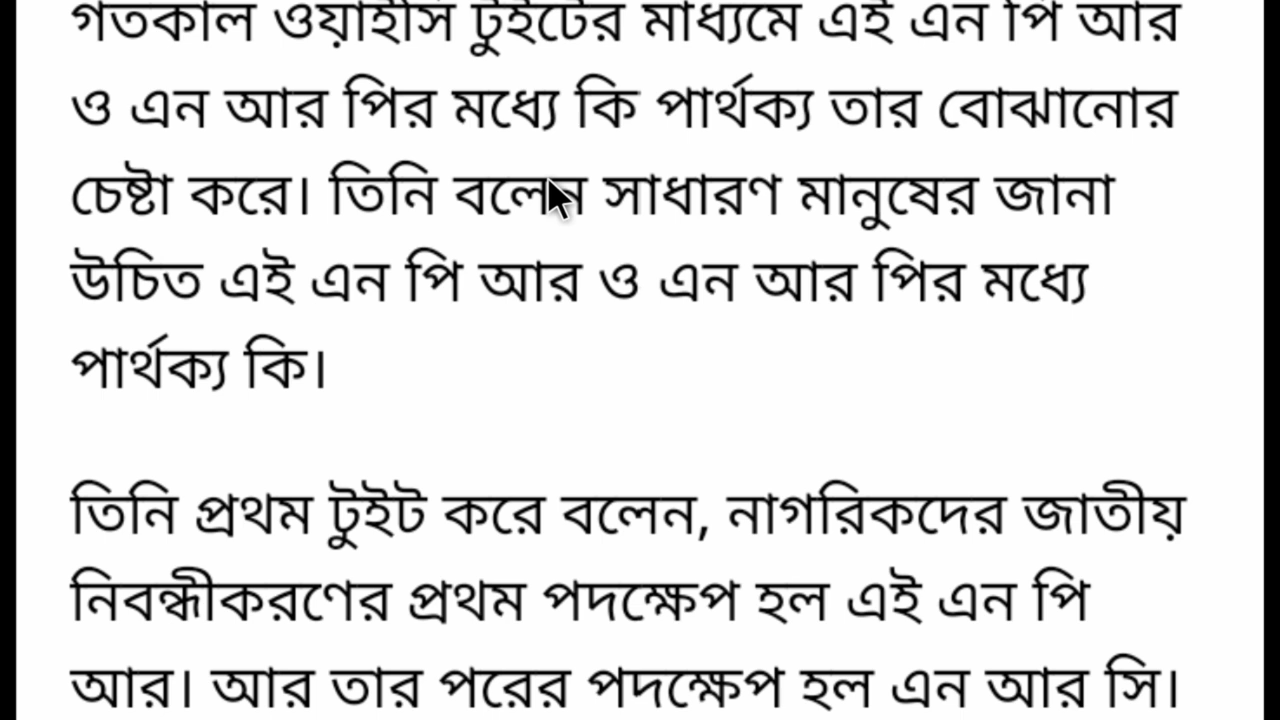 গতকাল ওয়াইসি টুইটের মাধ্যমে এই এন পি আর
ও এন আর পির মধ্যে কি পার্থক্য তার বোঝানোর
চেষ্টা করে। তিনি বলেন সাধারণ মানুষের জানা
উচিত এই এন পি আর ও এন আর পির মধ্যে
পার্থক্য কি।
তিনি প্রথম টুইট করে বলেন, নাগরিকদের জাতীয়
নিবন্ধীকরণের প্রথম পদক্ষেপ হল এই এন পি
আর। আর তার পরের পদক্ষেপ হল এন আর সি।